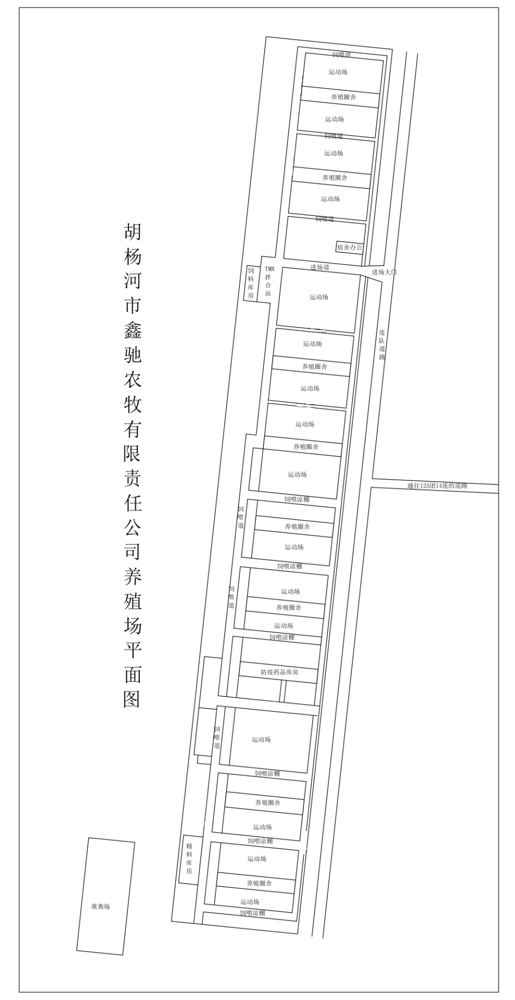 胡杨河市鑫驰农牧有限责任公司养殖场平面图
饲喂道
运动场
养殖圈舍
运动场
饲喂道
运动场
养殖圈舍
运动场
饲喂道
宿舍办公
进场道
进场大门
饲料库房
TMR拌合站
运动场
连队道路
运动场
养殖圈舍
运动场
运动场
养殖圈舍
运动场
通往125团14连的道路
饲喂凉棚
饲喂道
养殖圈舍
运动场
饲喂凉棚
饲喂道
运动场
养殖圈舍
运动场
饲喂凉棚
防疫药品库房
饲喂道
运动场
饲喂凉棚
养殖圈舍
运动场
饲喂凉棚
精料库房
运动场
养殖圈舍
运动场
饲喂凉棚
堆粪场